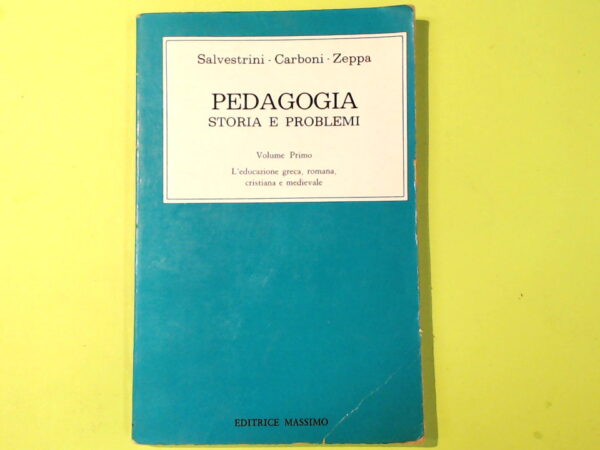 Salvestrini - Carboni - Zeppa
PEDAGOGIA
STORIA E PROBLEMI
Volume Primo
L'educazione greca, romana,
cristiana e medievale
EDITRICE MASSIMO